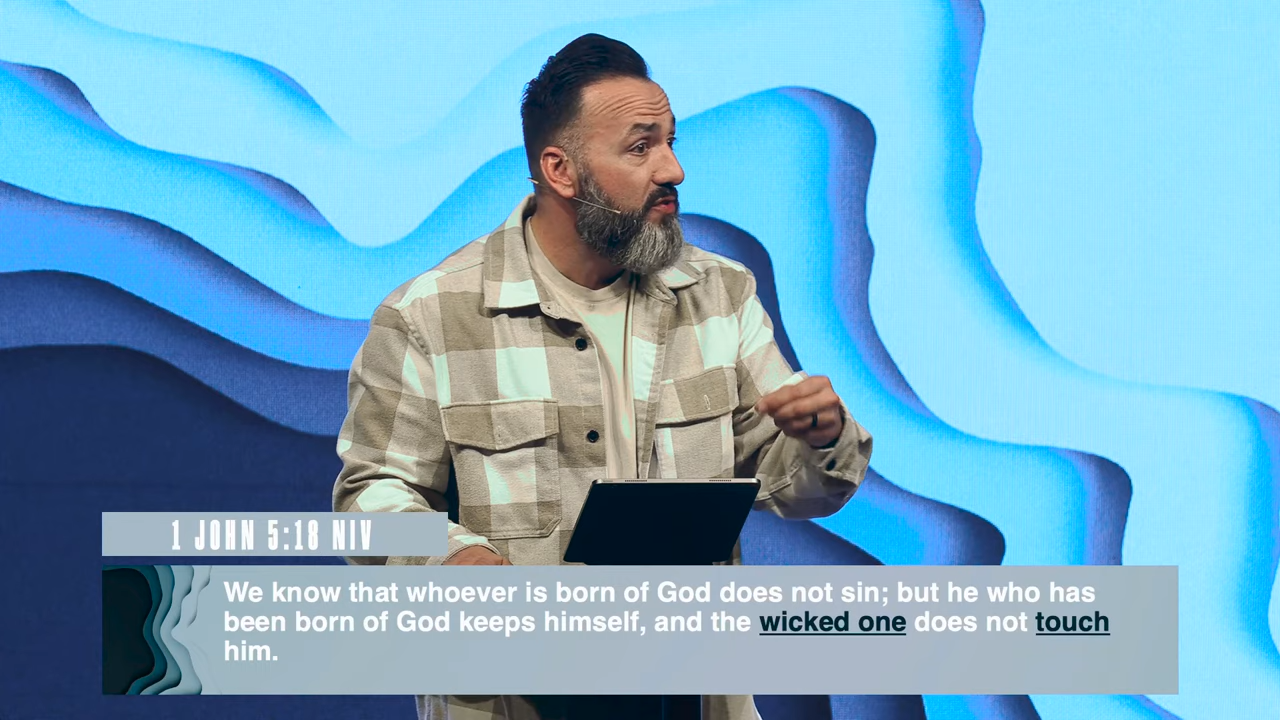 1 JOHN 5:18 NIV
We know that whoever is born of God does not sin; but he who has
been born of God keeps himself, and the wicked one does not touch
him.